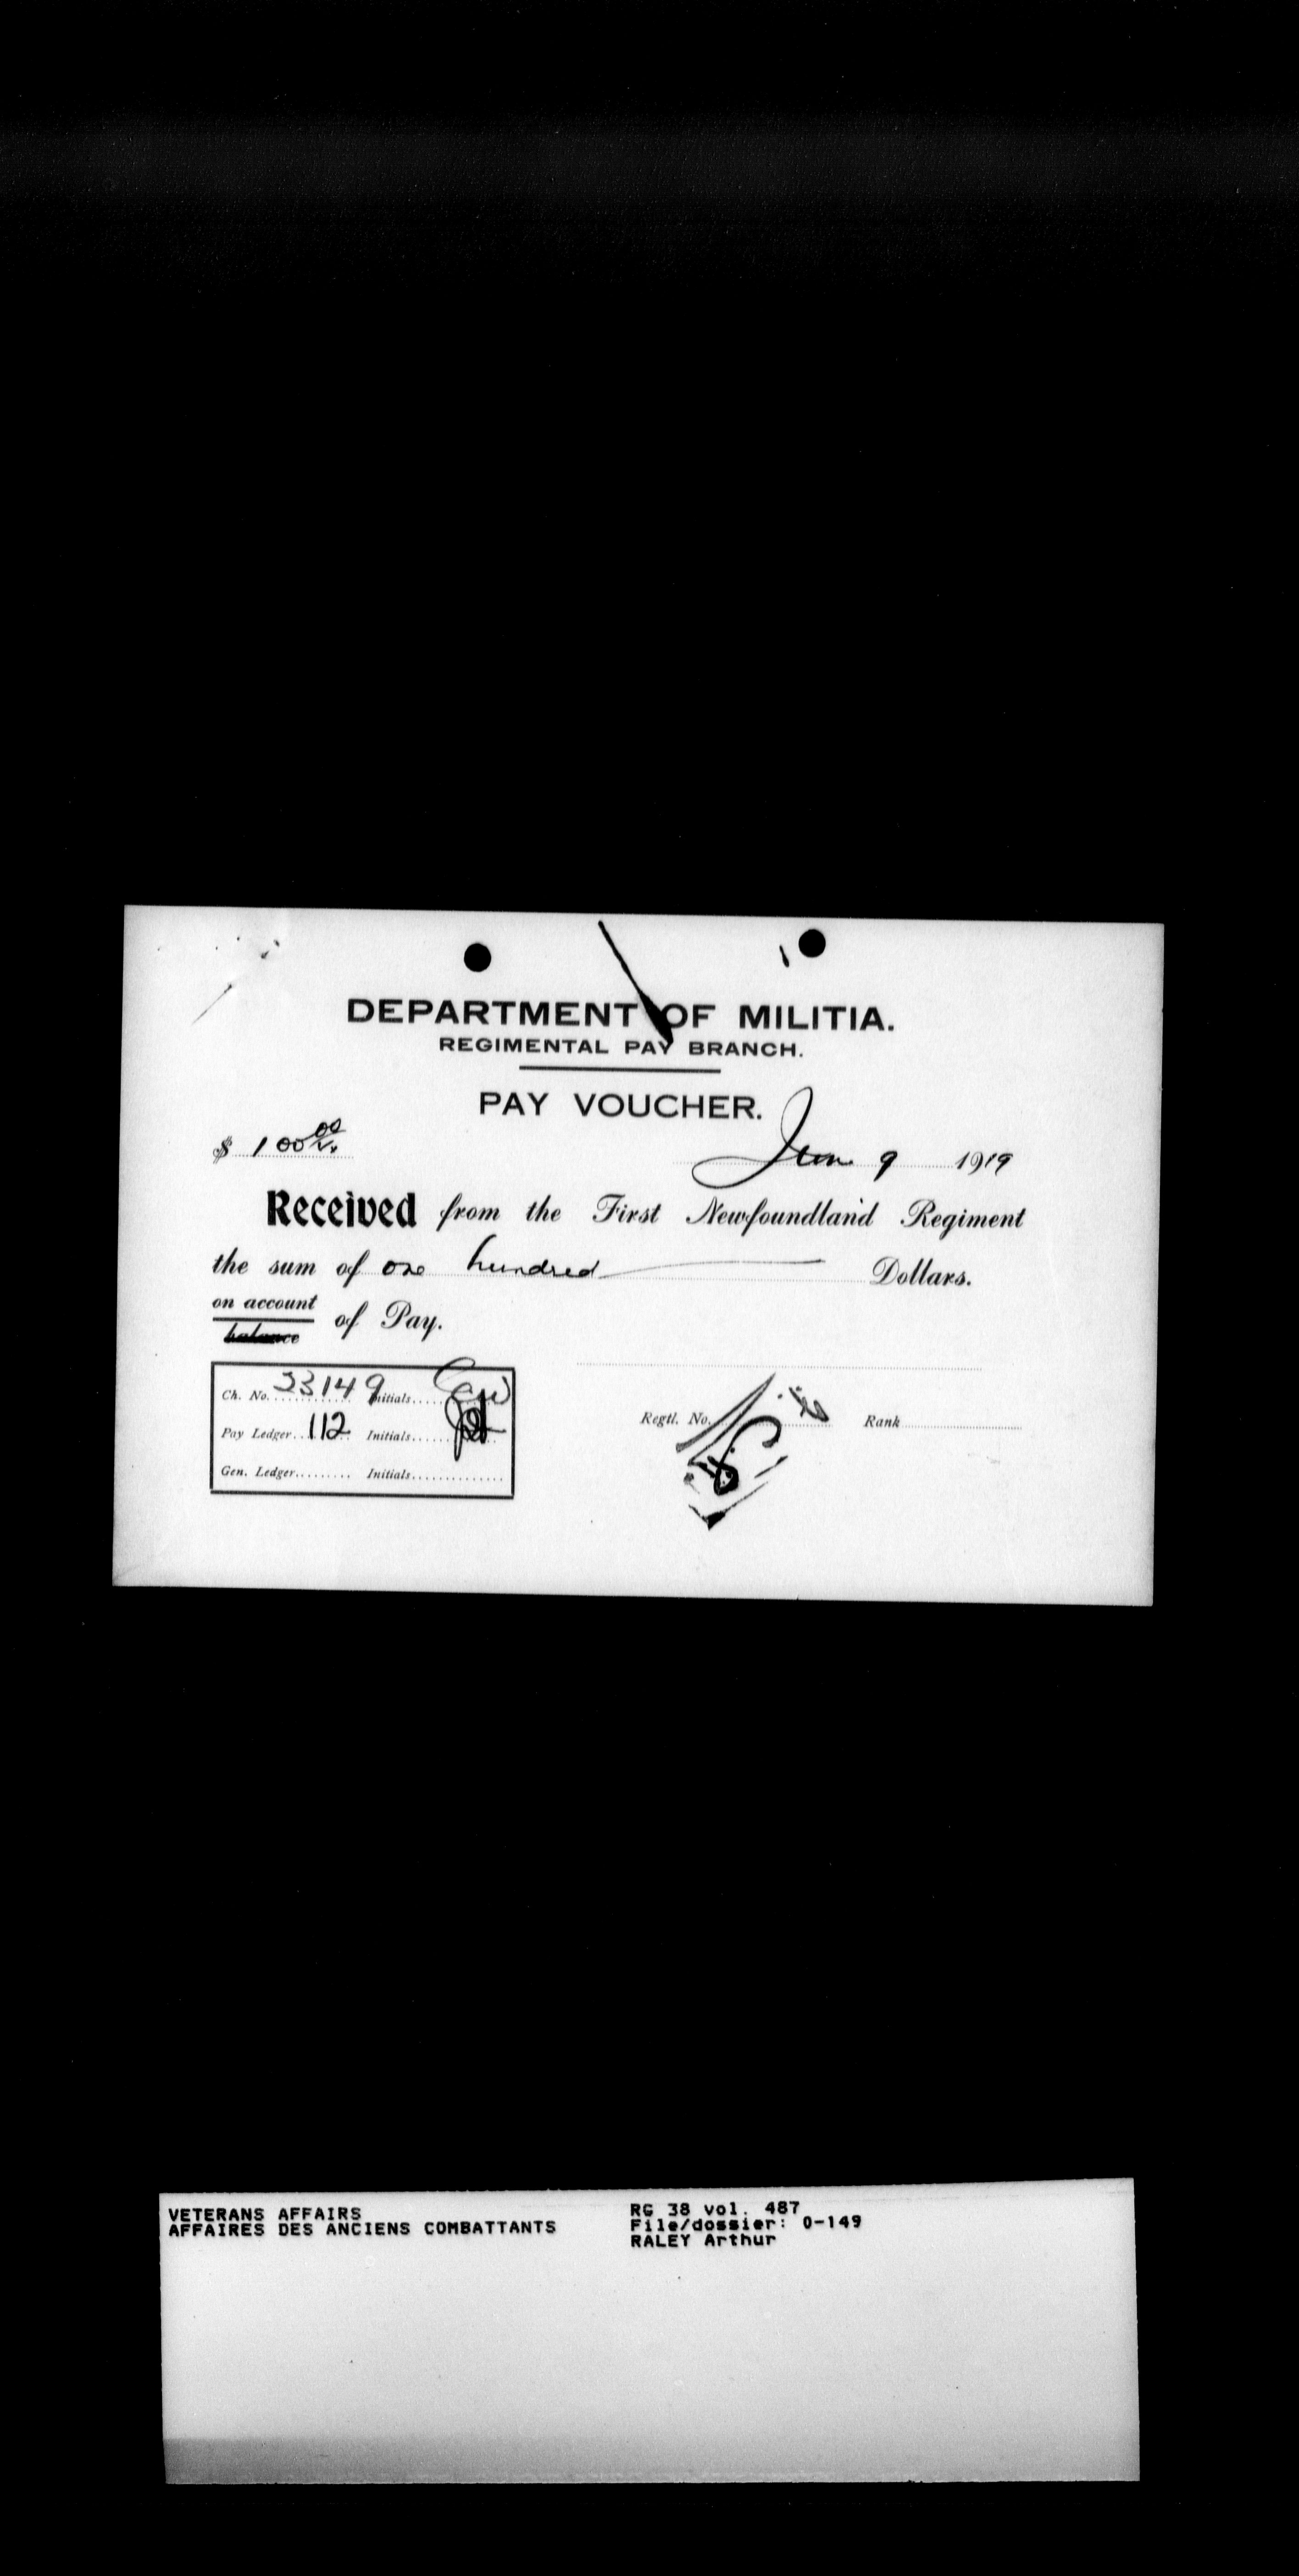 DEPARTMENT OF MILITIA.
REGIMENTAL PAY BRANCH.
PAY VOUCHER.
$ 100.00
June 9 1919
Received from the First Newfoundland Regiment
the sum of one hundred Dollars.
on account
balance
of Pay.
Ch. No. 23149 Initials
Pay Ledger 112 Initials
Gen. Ledger Initials
Regtl. No. Rank
VETERANS AFFAIRS
AFFAIRES DES ANCIENS COMBATTANTS
RG 38 vol. 487
File/dossier: 0-149
RALEY Arthur